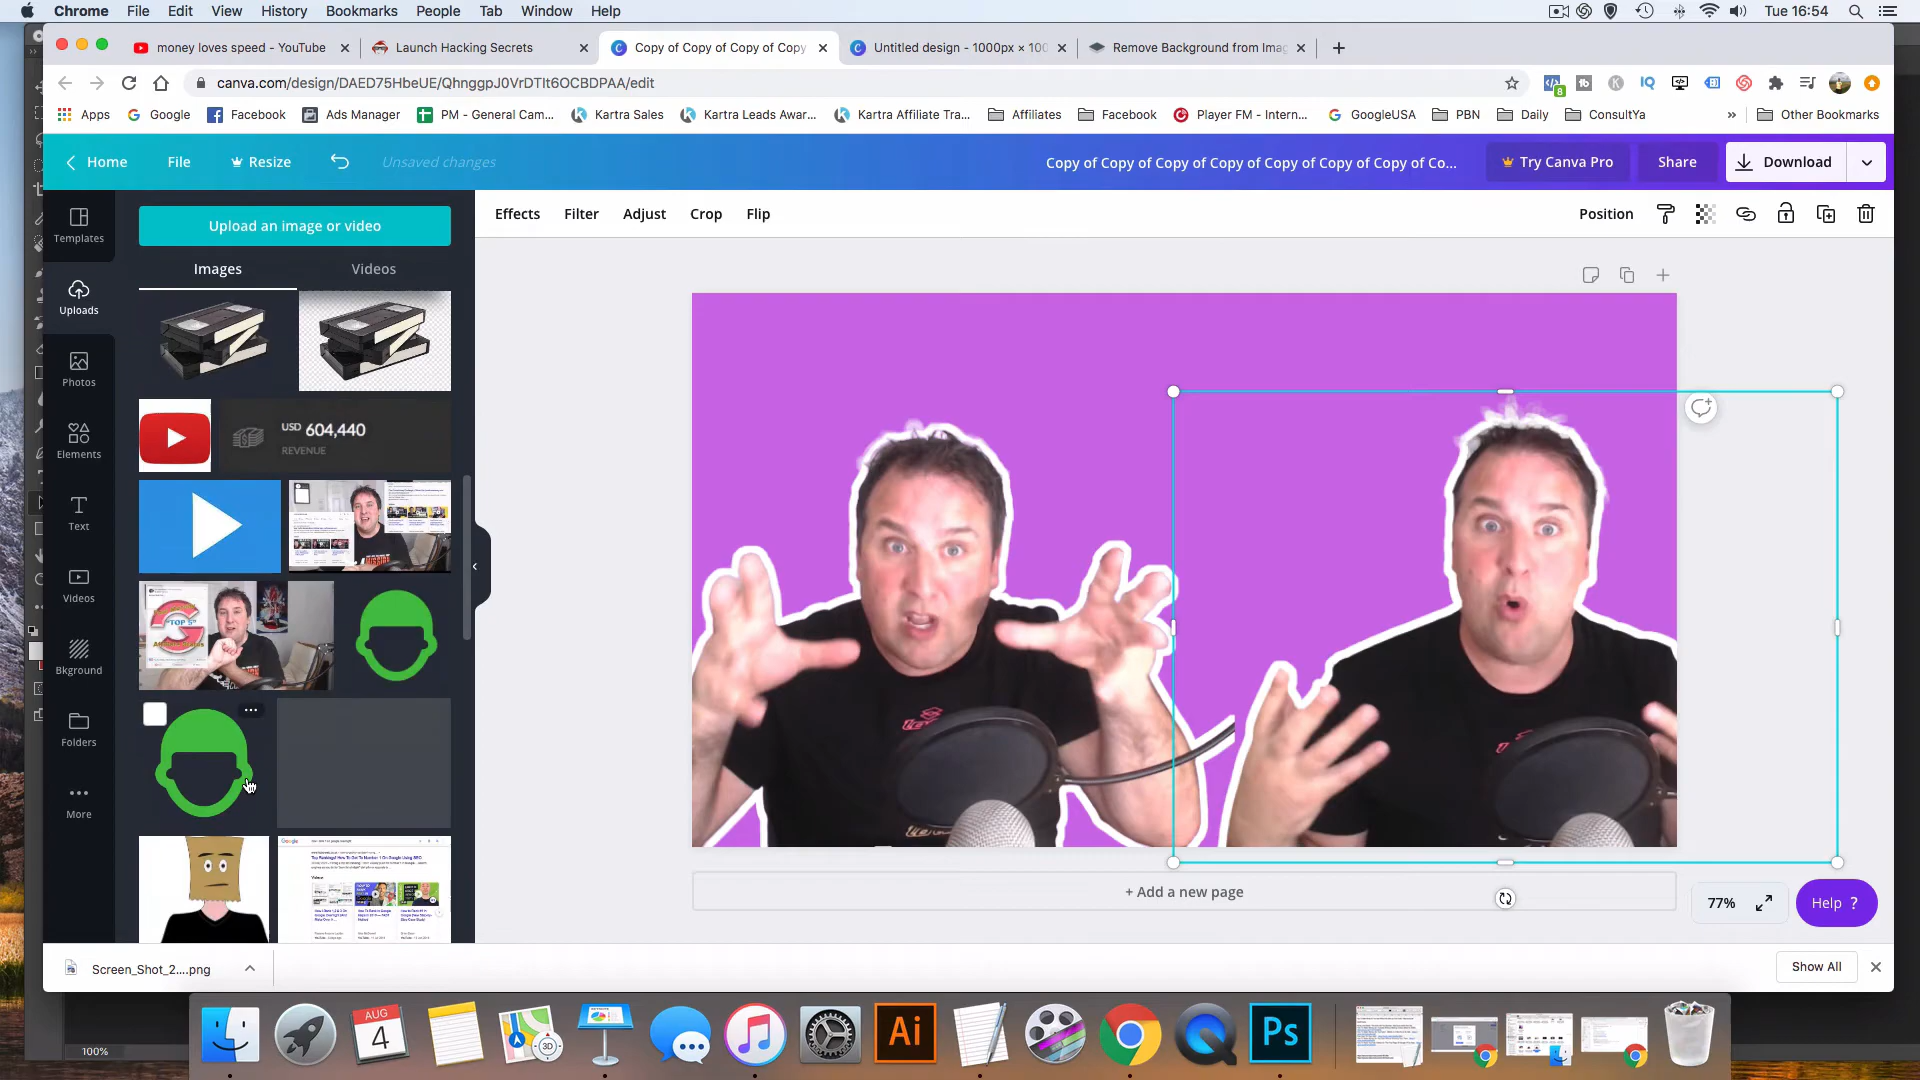 Chrome File Edit View History Bookmarks People Tab Window Help
Tue 16:54
money loves speed - YouTube
Launch Hacking Secrets
Copy of Copy of Copy of Copy
Untitled design - 1000px × 100
Remove Background from Imag
canva.com/design/DAED75HbeUE/QhnggpJ0VrDTIt6OCBDPAA/edit
8
Apps
Google
Facebook
Ads Manager
PM - General Cam...
Kartra Sales
Kartra Leads Awar...
Kartra Affiliate Tra...
Affiliates
Facebook
Player FM - Intern...
GoogleUSA
PBN
Daily
ConsultYa
»
Other Bookmarks
Home
File
Resize
Unsaved changes
Copy of Copy of Copy of Copy of Copy of Copy of Copy of Co...
Try Canva Pro
Share
Download
Templates
Uploads
Photos
Elements
Text
Videos
Bkground
Folders
More
Upload an image or video
Images
Videos
USD 604,440
REVENUE
"TOP 5"
Effects
Filter
Adjust
Crop
Flip
Position
+ Add a new page
77%
Help ?
Screen_Shot_2....png
Show All
100%
AUG
4
3D
Ai
Ps